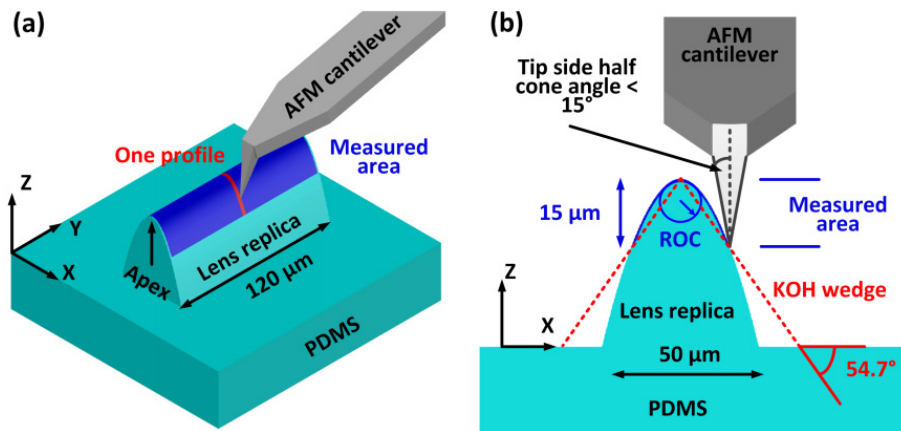 (a)
AFM cantilever
One profile
Measured
area
Z
Y
X
Apex
Lens replica
120 μm
PDMS
(b)
AFM
cantilever
Tip side half
cone angle <
15°
15 μm
ROC
Measured
area
Z
X
KOH wedge
Lens replica
50 μm
54.7°
PDMS